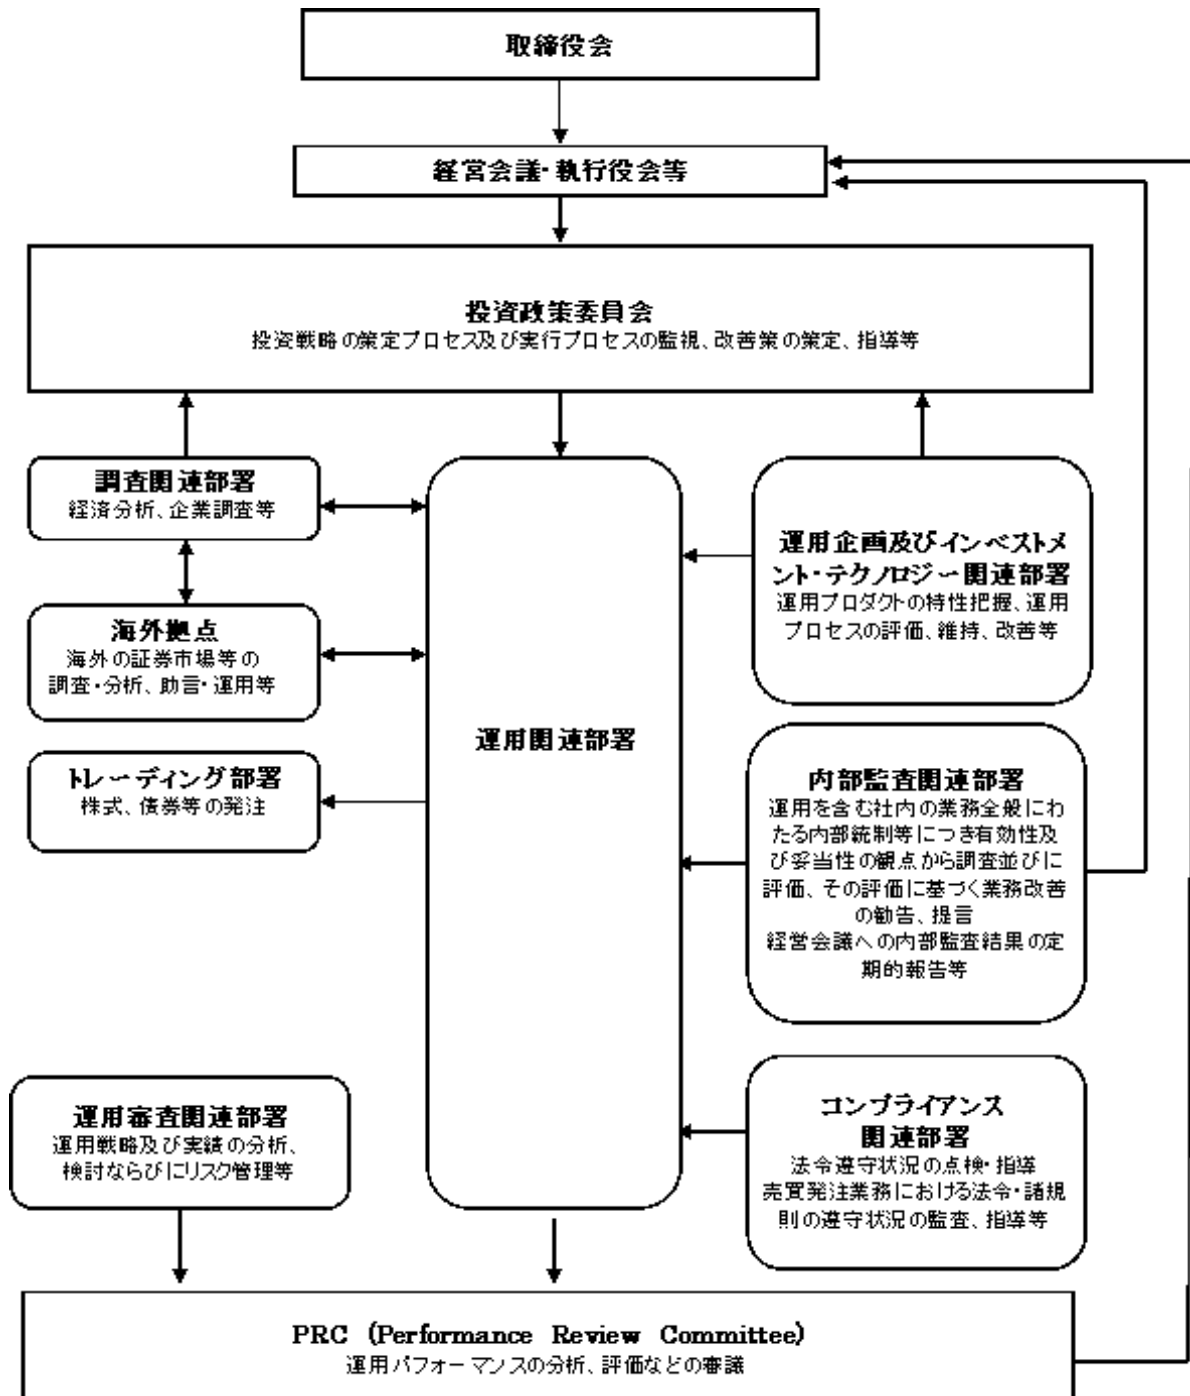 取締役会
経営会議・執行役会等
投資政策委員会
投資戦略の策定プロセス及び実行プロセスの監視、改善策の策定、指導等
調査関連部署
経済分析、企業調査等
海外拠点
海外の証券市場等の
調査・分析、助言・運用等
トレーディング部署
株式、債券等の発注
運用関連部署
運用企画及びインベストメ
ント・テクノロジー関連部署
運用プロダクトの特性把握、運用
プロセスの評価、維持、改善等
内部監査関連部署
運用を含む社内の業務全般にわ
たる内部統制等につき有効性及
び妥当性の観点から調査並びに
評価、その評価に基づく業務改善
の勧告、提言
経営会議への内部監査結果の定
期的報告等
コンプライアンス
関連部署
法令遵守状況の点検・指導
売買発注業務における法令・諸規
則の遵守状況の監査、指導等
運用審査関連部署
運用戦略及び実績の分析、
検討ならびにリスク管理等
PRC (Performance Review Committee)
運用パフォーマンスの分析、評価などの審議